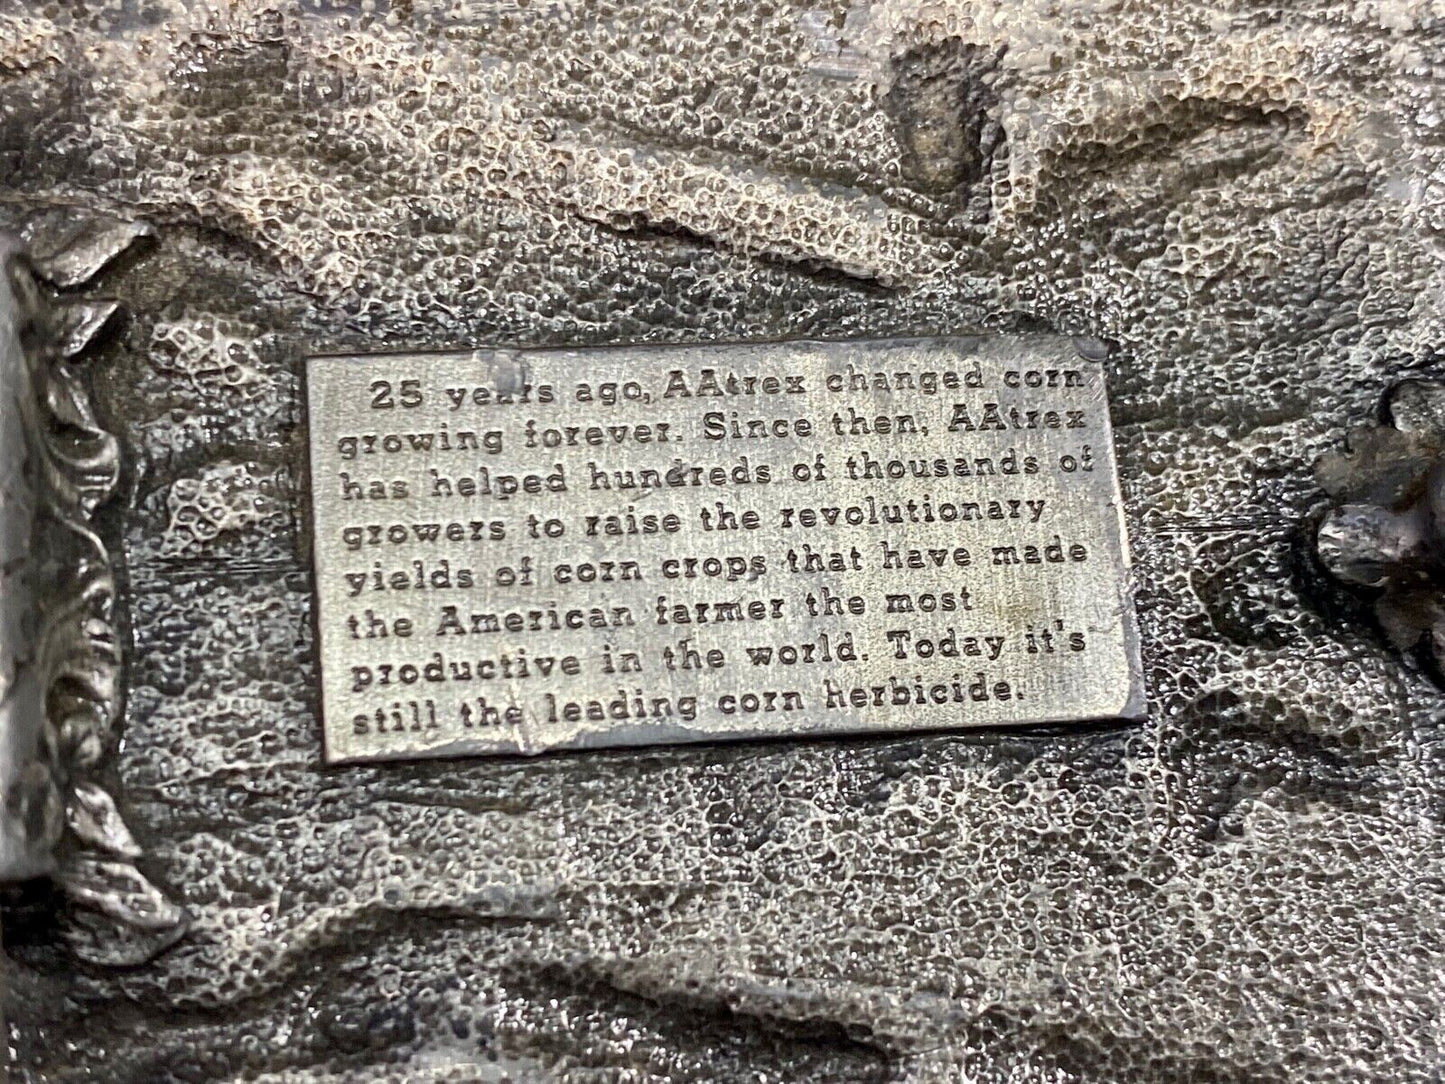 25 years ago, AAtrex changed corn
growing forever. Since then, AAtrex
has helped hundreds of thousands of
growers to raise the revolutionary
yields of corn crops that have made
the American farmer the most
productive in the world. Today it's
still the leading corn herbicide.